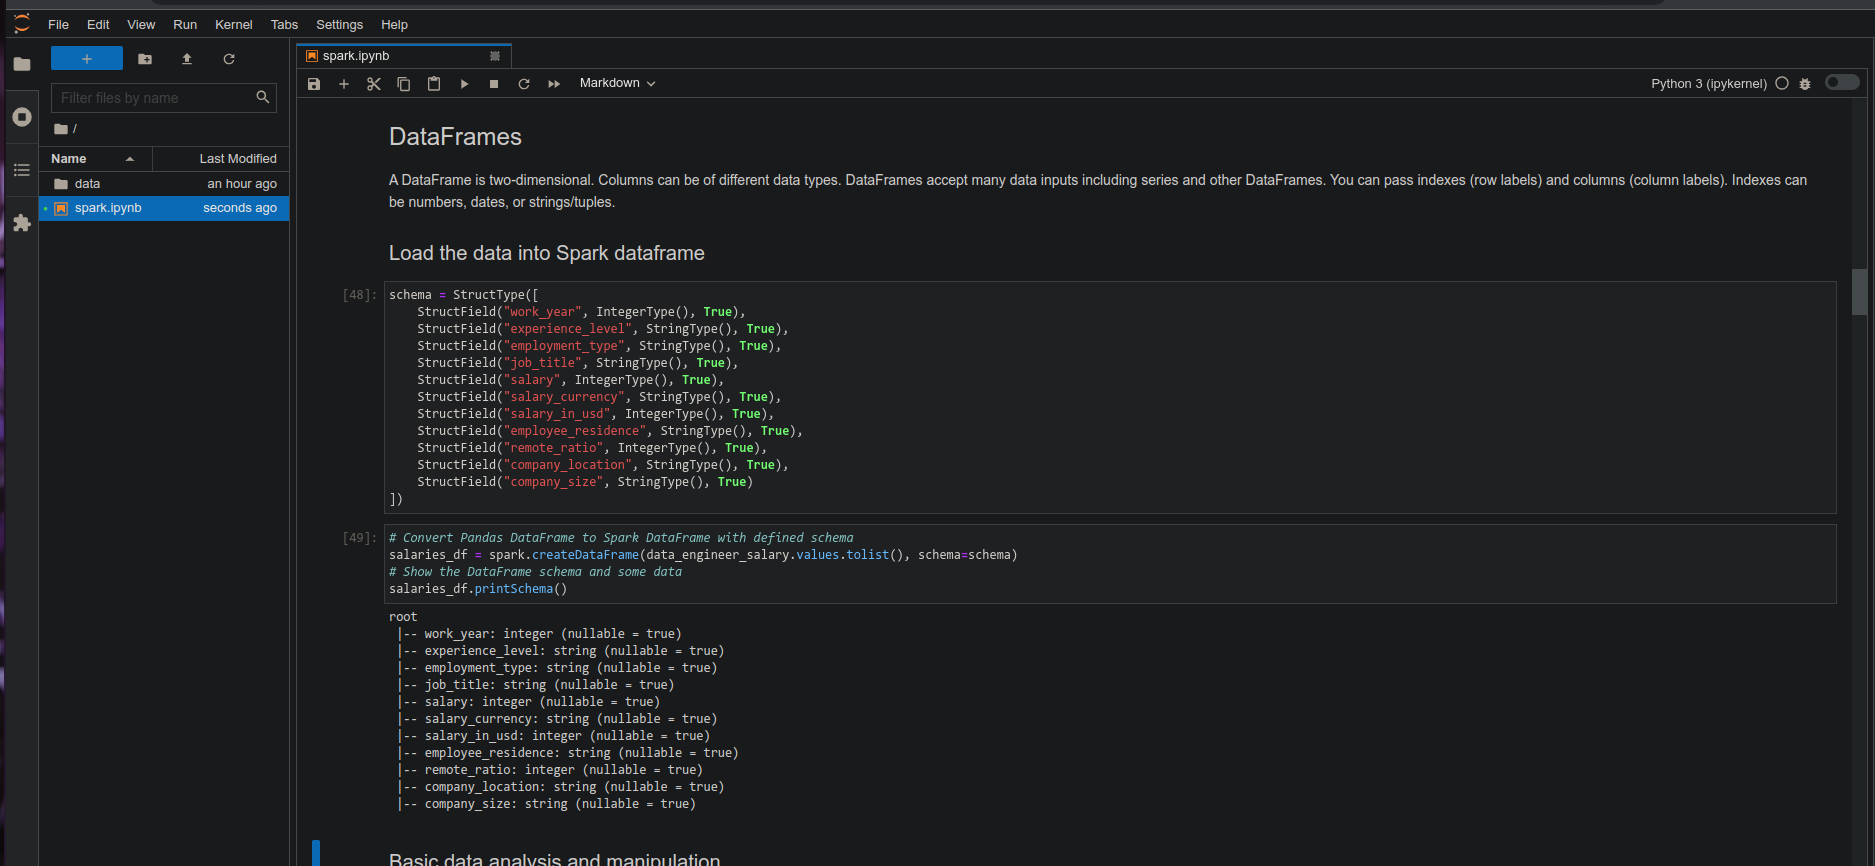 File Edit View Run Kernel Tabs Settings Help
Filter files by name
/
Name Last Modified
data an hour ago
spark.ipynb seconds ago
spark.ipynb
Markdown
Python 3 (ipykernel)
DataFrames
A DataFrame is two-dimensional. Columns can be of different data types. DataFrames accept many data inputs including series and other DataFrames. You can pass indexes (row labels) and columns (column labels). Indexes can
be numbers, dates, or strings/tuples.
Load the data into Spark dataframe
[48]:
schema = StructType([
    StructField("work_year", IntegerType(), True),
    StructField("experience_level", StringType(), True),
    StructField("employment_type", StringType(), True),
    StructField("job_title", StringType(), True),
    StructField("salary", IntegerType(), True),
    StructField("salary_currency", StringType(), True),
    StructField("salary_in_usd", IntegerType(), True),
    StructField("employee_residence", StringType(), True),
    StructField("remote_ratio", IntegerType(), True),
    StructField("company_location", StringType(), True),
    StructField("company_size", StringType(), True)
])
[49]:
# Convert Pandas DataFrame to Spark DataFrame with defined schema
salaries_df = spark.createDataFrame(data_engineer_salary.values.tolist(), schema=schema)
# Show the DataFrame schema and some data
salaries_df.printSchema()
root
 |-- work_year: integer (nullable = true)
 |-- experience_level: string (nullable = true)
 |-- employment_type: string (nullable = true)
 |-- job_title: string (nullable = true)
 |-- salary: integer (nullable = true)
 |-- salary_currency: string (nullable = true)
 |-- salary_in_usd: integer (nullable = true)
 |-- employee_residence: string (nullable = true)
 |-- remote_ratio: integer (nullable = true)
 |-- company_location: string (nullable = true)
 |-- company_size: string (nullable = true)
Basic data analysis and manipulation